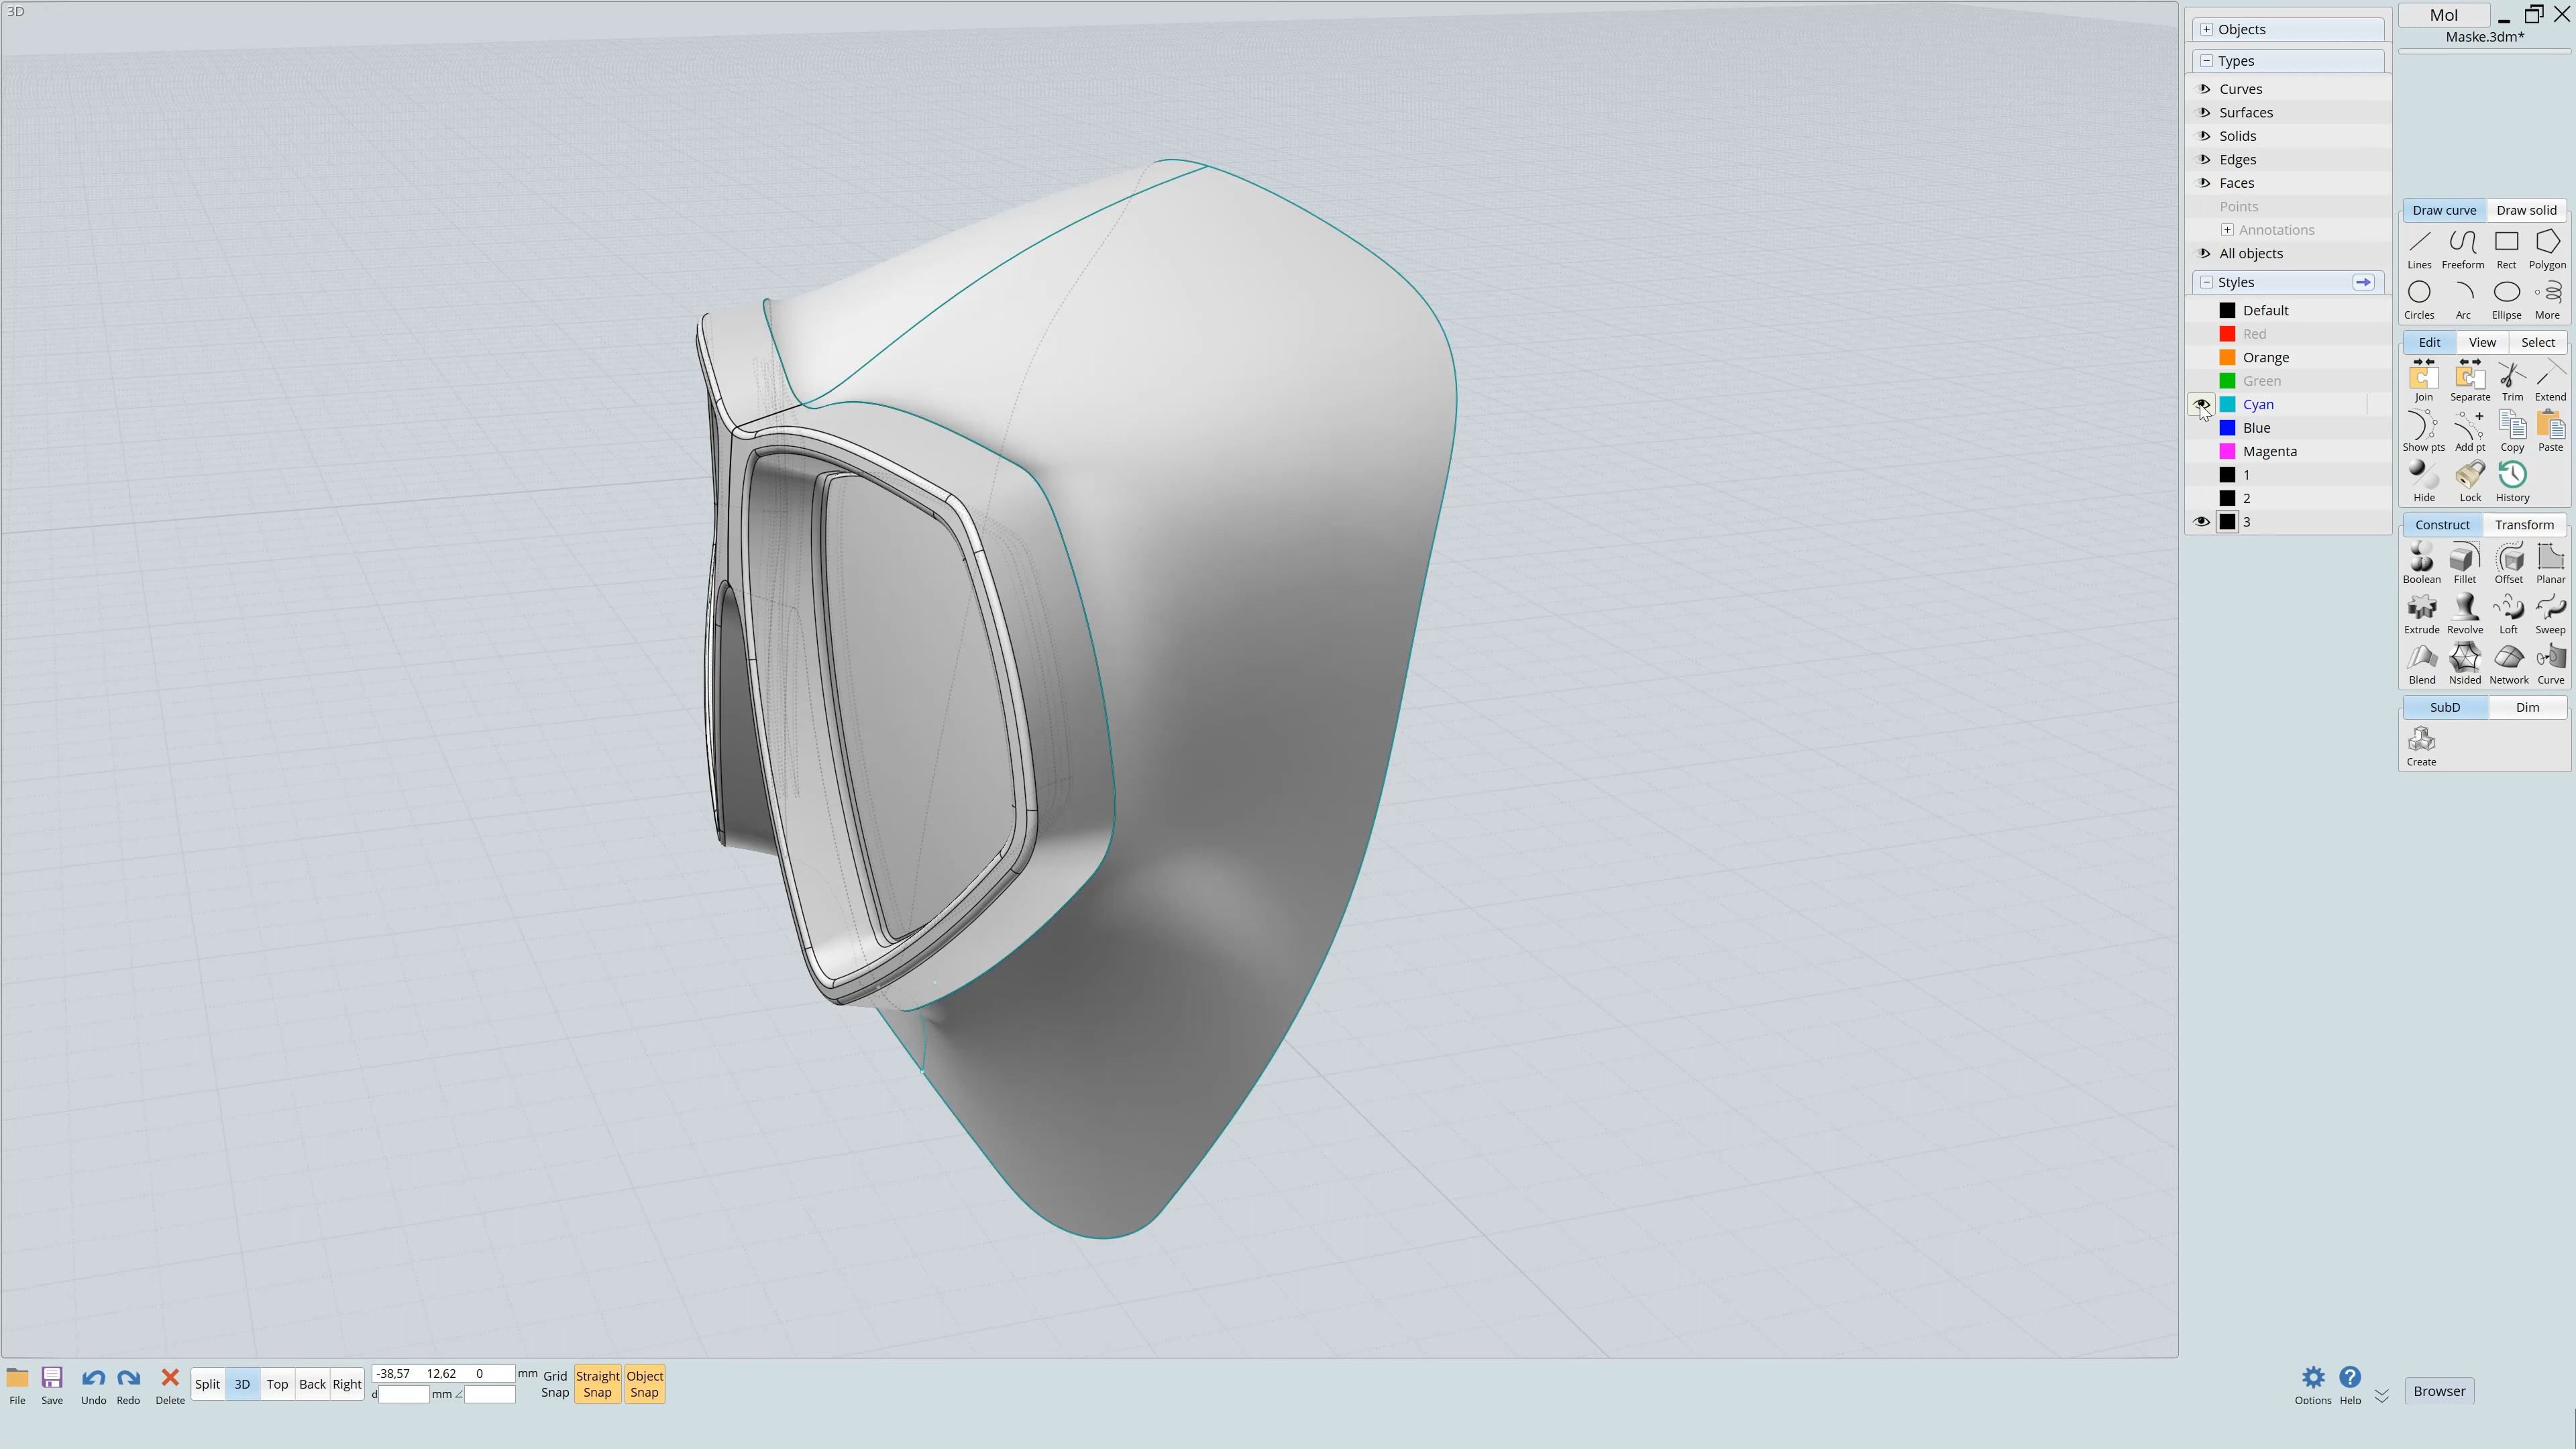 3D
Objects
Types
Curves
Surfaces
Solids
Edges
Faces
Points
Annotations
All objects
Styles
Default
Red
Orange
Green
Cyan
Blue
Magenta
1
2
3
MoI
Maske.3dm*
Draw curve Draw solid
Lines Freeform Rect Polygon
Circles Arc Ellipse More
Edit View Select
Join Separate Trim Extend
Show pts Add pt Copy Paste
Hide Lock History
Construct Transform
Boolean Fillet Offset Planar
Extrude Revolve Loft Sweep
Blend Nsided Network Curve
SubD Dim
Create
File Save Undo Redo Delete
Split 3D Top Back Right
-38,57 12,62 0 mm
d mm
Grid Snap
Straight Snap
Object Snap
Options Help
Browser